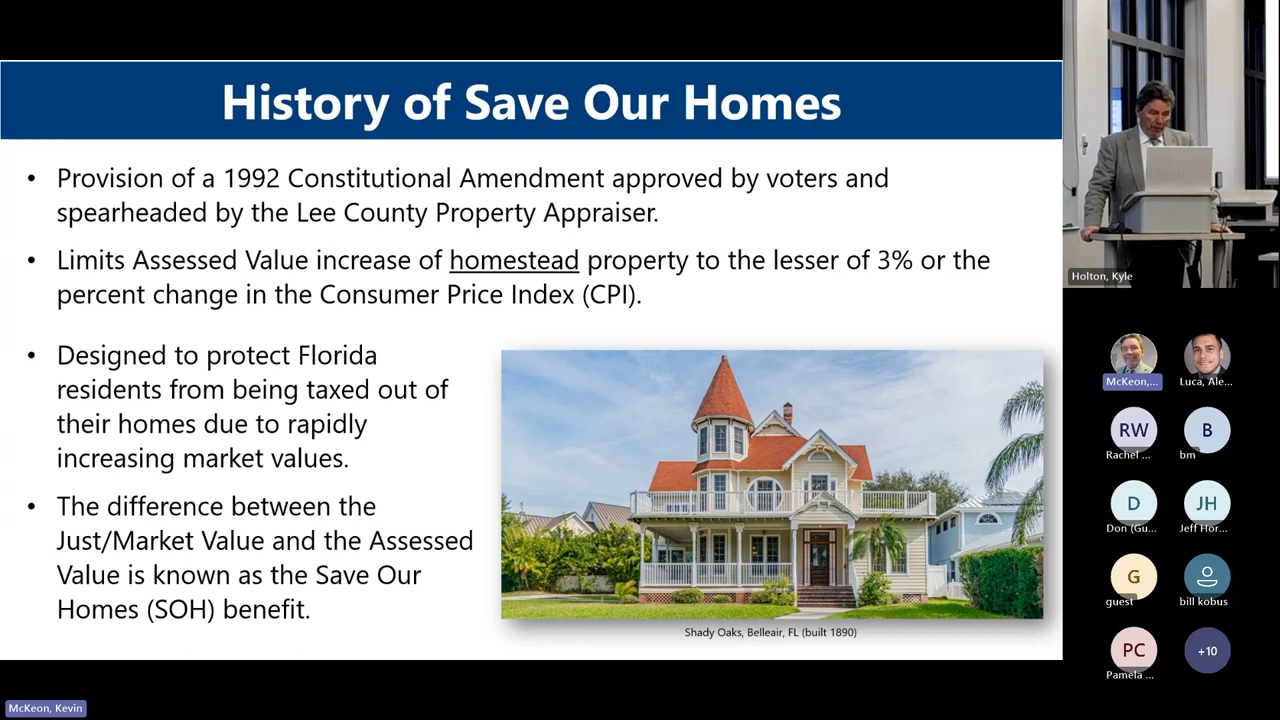 History of Save Our Homes
• Provision of a 1992 Constitutional Amendment approved by voters and
spearheaded by the Lee County Property Appraiser.
• Limits Assessed Value increase of homestead property to the lesser of 3% or the
percent change in the Consumer Price Index (CPI).
• Designed to protect Florida
residents from being taxed out of
their homes due to rapidly
increasing market values.
• The difference between the
Just/Market Value and the Assessed
Value is known as the Save Our
Homes (SOH) benefit.
Shady Oaks, Belleair, FL (built 1890)
Holton, Kyle
McKeon,...
Luca, Ale...
RW
Rachel ...
B
bm
D
Don (Gu...
JH
Jeff Hor...
G
guest
bill kobus
PC
Pamela ...
+10
McKeon, Kevin